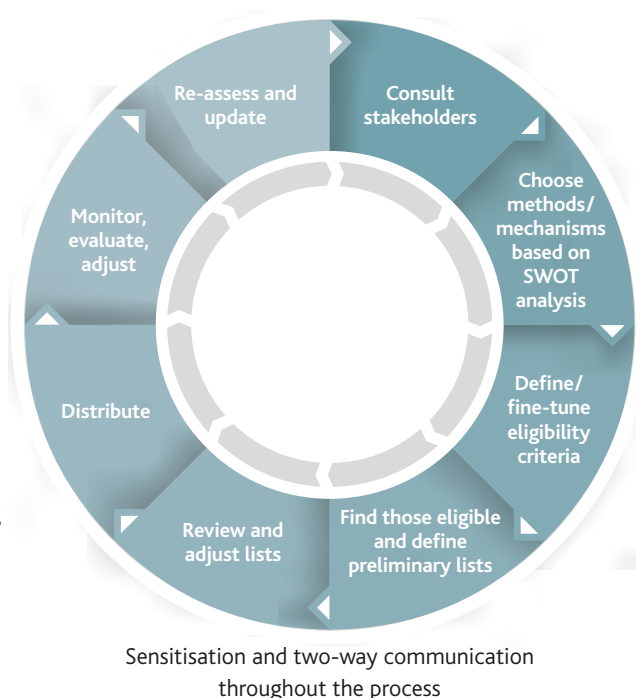 Consult
stakeholders
Choose
methods/
mechanisms
based on
SWOT
analysis
Define/
fine-tune
eligibility
criteria
Find those eligible
and define
preliminary lists
Review and
adjust lists
Distribute
Monitor,
evaluate,
adjust
Re-assess and
update
Sensitisation and two-way communication
throughout the process